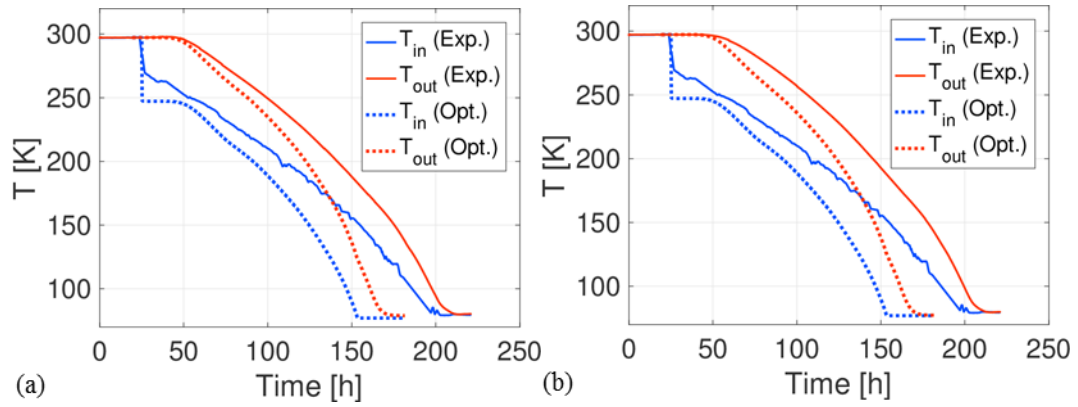 300
250
200
150
100
T [K]
0 50 100 150 200 250
Time [h]
T_in (Exp.)
T_out (Exp.)
T_in (Opt.)
T_out (Opt.)
(a)
300
250
200
150
100
T [K]
0 50 100 150 200 250
Time [h]
T_in (Exp.)
T_out (Exp.)
T_in (Opt.)
T_out (Opt.)
(b)